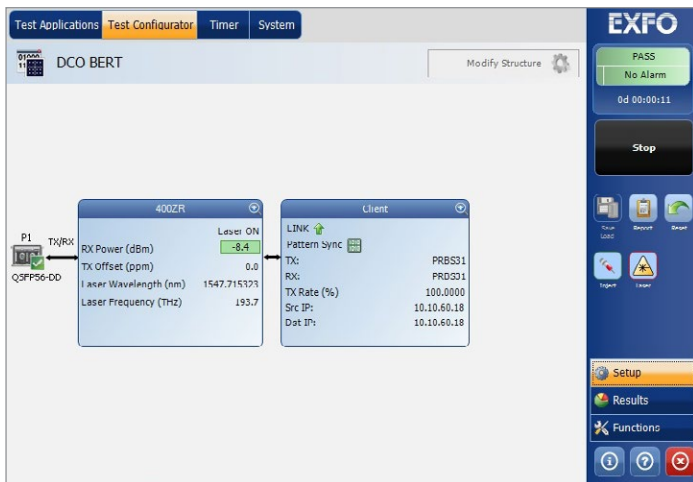 Test Applications Test Configurator Timer System
EXFO
DCO BERT
Modify Structure
PASS
No Alarm
0d 00:00:11
Stop
Save
Load
Report
Reset
Inject
Laser
400ZR
Laser ON
RX Power (dBm) -8.4
TX Offset (ppm) 0.0
Laser Wavelength (nm) 1547.715323
Laser Frequency (THz) 193.7
P1
TX/RX
QSFP56-DD
Client
LINK
Pattern Sync
TX: PRBS31
RX: PRBS31
TX Rate (%) 100.0000
Src IP: 10.10.60.18
Dst IP: 10.10.60.18
Setup
Results
Functions